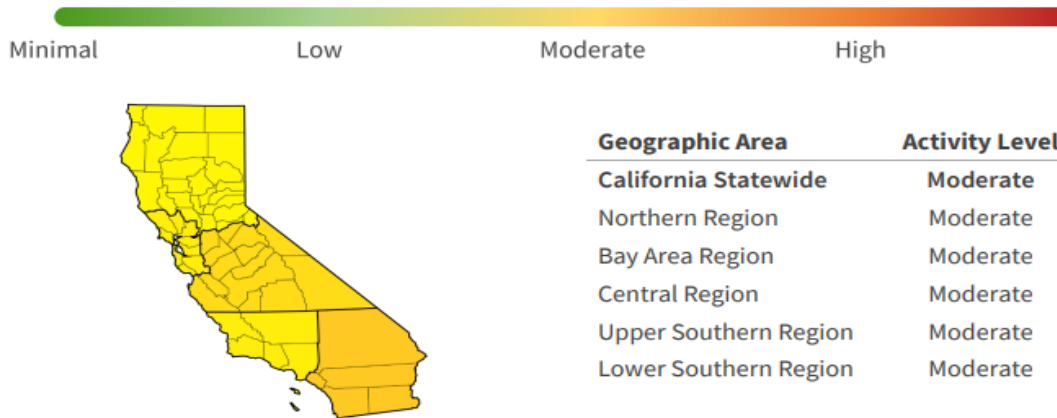 Minimal Low Moderate High
Geographic Area Activity Level
California Statewide Moderate
Northern Region Moderate
Bay Area Region Moderate
Central Region Moderate
Upper Southern Region Moderate
Lower Southern Region Moderate